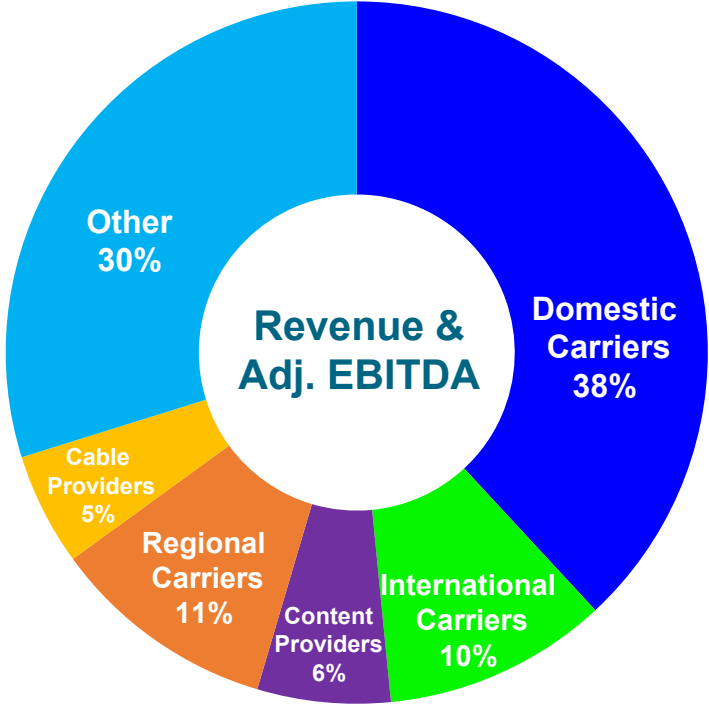 Other
30%
Revenue &
Adj. EBITDA
Domestic
Carriers
38%
Cable
Providers
5%
Regional
Carriers
11%
Content
Providers
6%
International
Carriers
10%